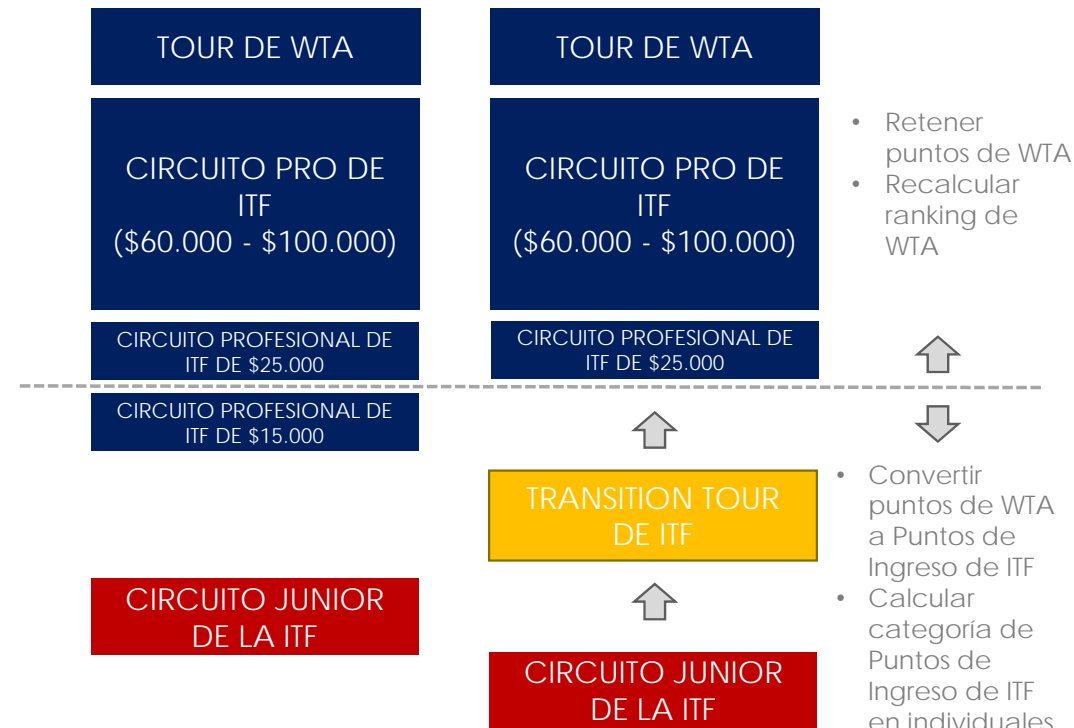 TOUR DE WTA
CIRCUITO PRO DE
ITF
($60.000 - $100.000)
CIRCUITO PROFESIONAL DE
ITF DE $25.000
CIRCUITO PROFESIONAL DE
ITF DE $15.000
CIRCUITO JUNIOR
DE LA ITF
TOUR DE WTA
CIRCUITO PRO DE
ITF
($60.000 - $100.000)
CIRCUITO PROFESIONAL DE
ITF DE $25.000
TRANSITION TOUR
DE ITF
CIRCUITO JUNIOR
DE LA ITF
• Retener
puntos de WTA
• Recalcular
ranking de
WTA
• Convertir
puntos de WTA
a Puntos de
Ingreso de ITF
• Calcular
categoría de
Puntos de
Ingreso de ITF
en individuales